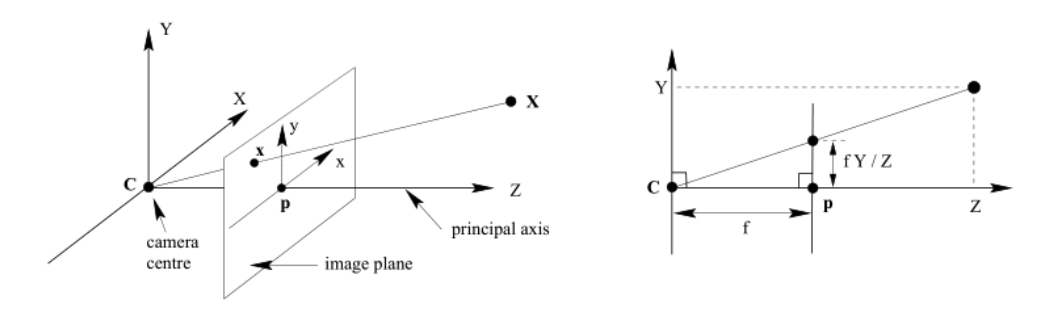 Y
X
X
y
x
x
C
Z
p
principal axis
camera
centre
image plane
Y
f Y / Z
C
p
Z
f